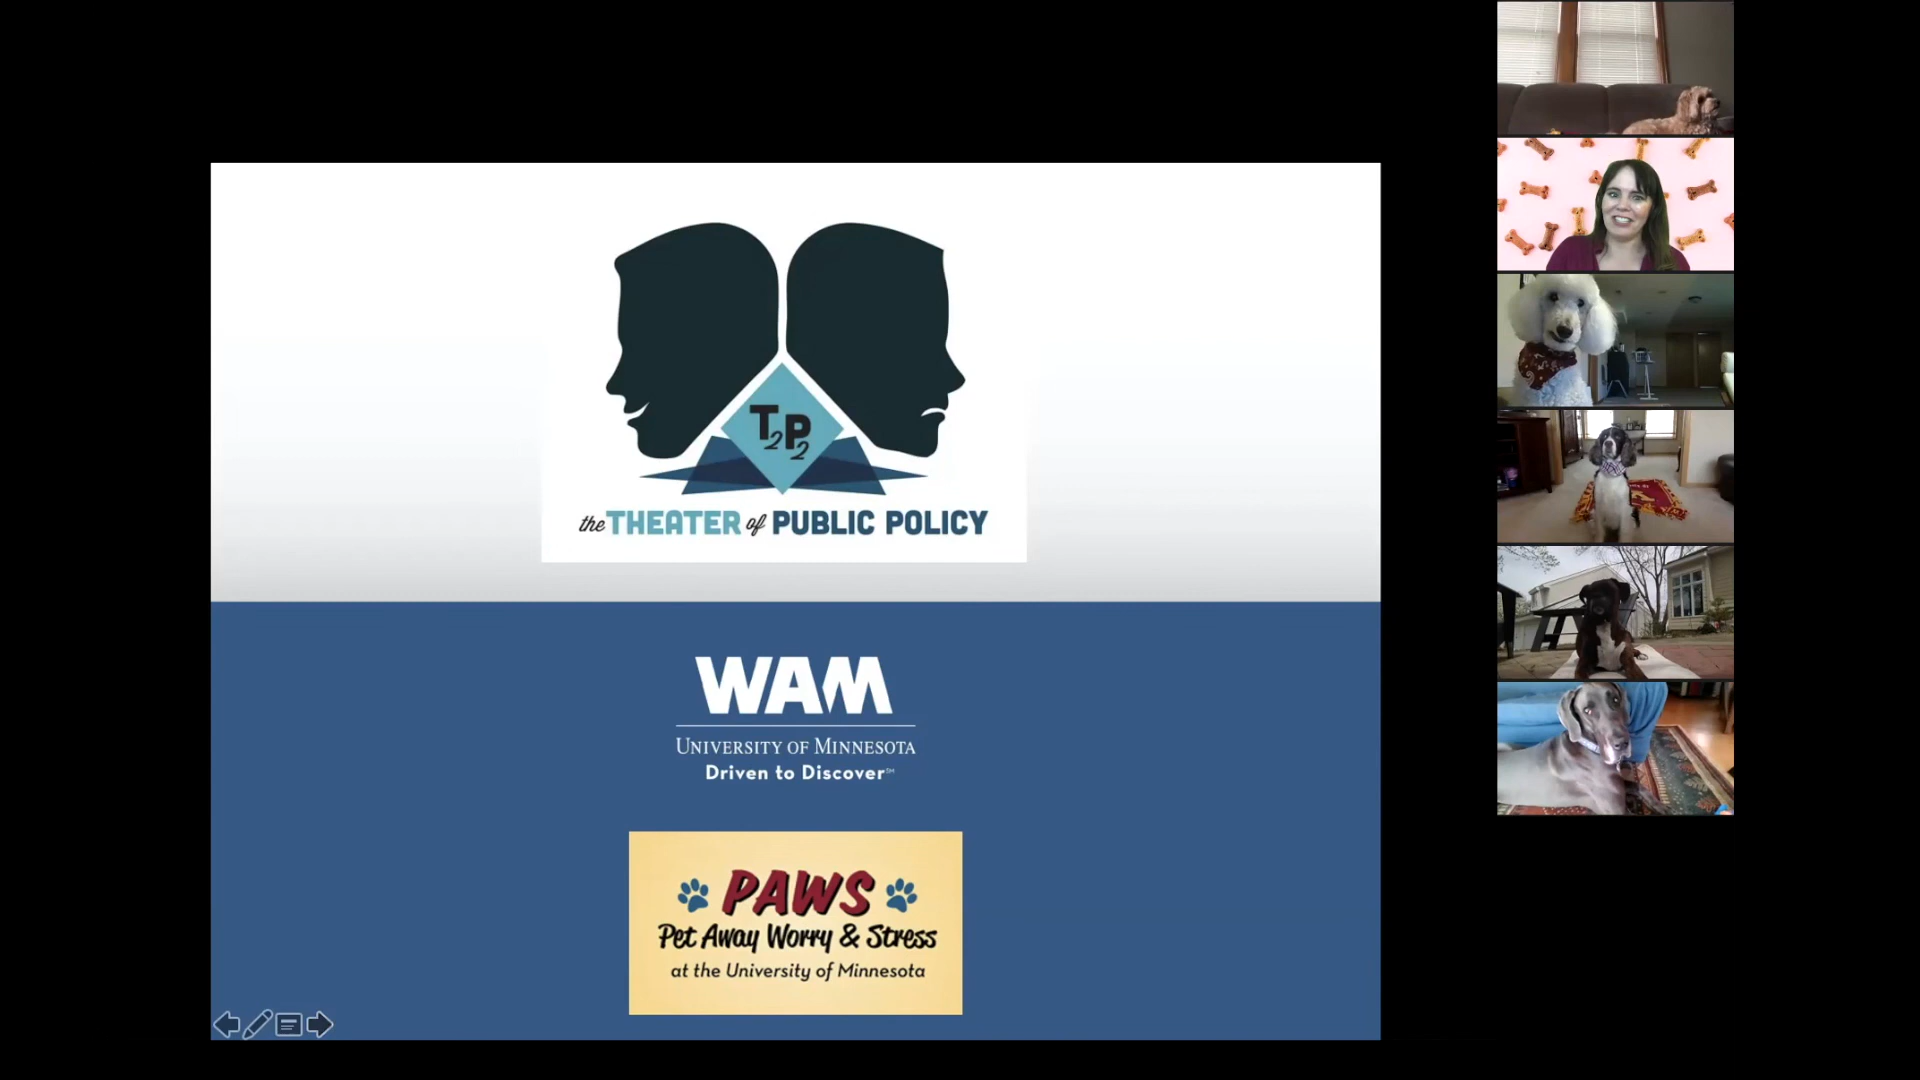 T2P2
the THEATER of PUBLIC POLICY
WAM
UNIVERSITY OF MINNESOTA
Driven to Discover℠
PAWS
Pet Away Worry & Stress
at the University of Minnesota